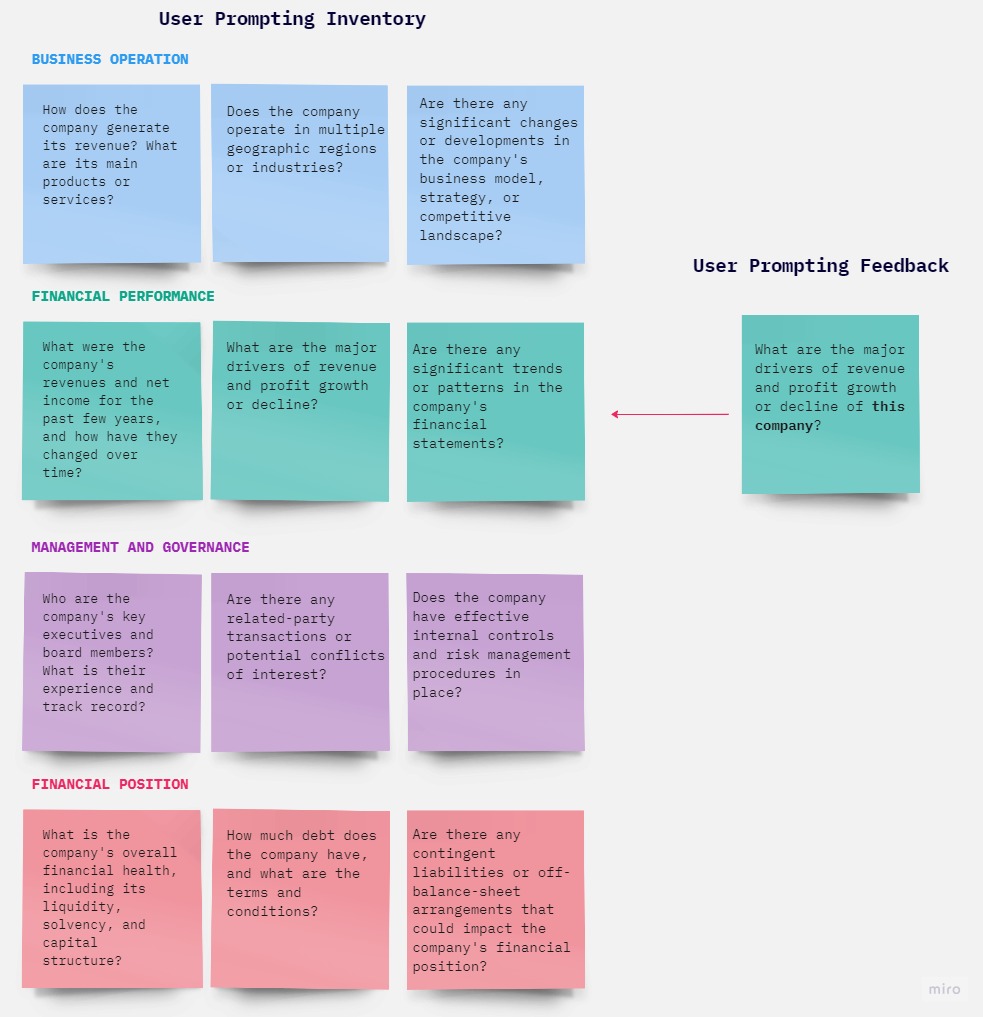 User Prompting Inventory
BUSINESS OPERATION
How does the
company generate
its revenue? What
are its main
products or
services?
Does the company
operate in multiple
geographic regions
or industries?
Are there any
significant changes
or developments in
the company's
business model,
strategy, or
competitive
landscape?
User Prompting Feedback
FINANCIAL PERFORMANCE
What were the
company's
revenues and net
income for the
past few years,
and how have they
changed over
time?
What are the major
drivers of revenue
and profit growth
or decline?
Are there any
significant trends
or patterns in the
company's
financial
statements?
What are the major
drivers of revenue
and profit growth
or decline of this
company?
MANAGEMENT AND GOVERNANCE
Who are the
company's key
executives and
board members?
What is their
experience and
track record?
Are there any
related-party
transactions or
potential conflicts
of interest?
Does the company
have effective
internal controls
and risk management
procedures in
place?
FINANCIAL POSITION
What is the
company's overall
financial health,
including its
liquidity,
solvency, and
capital
structure?
How much debt does
the company have,
and what are the
terms and
conditions?
Are there any
contingent
liabilities or off-
balance-sheet
arrangements that
could impact the
company's financial
position?
miro